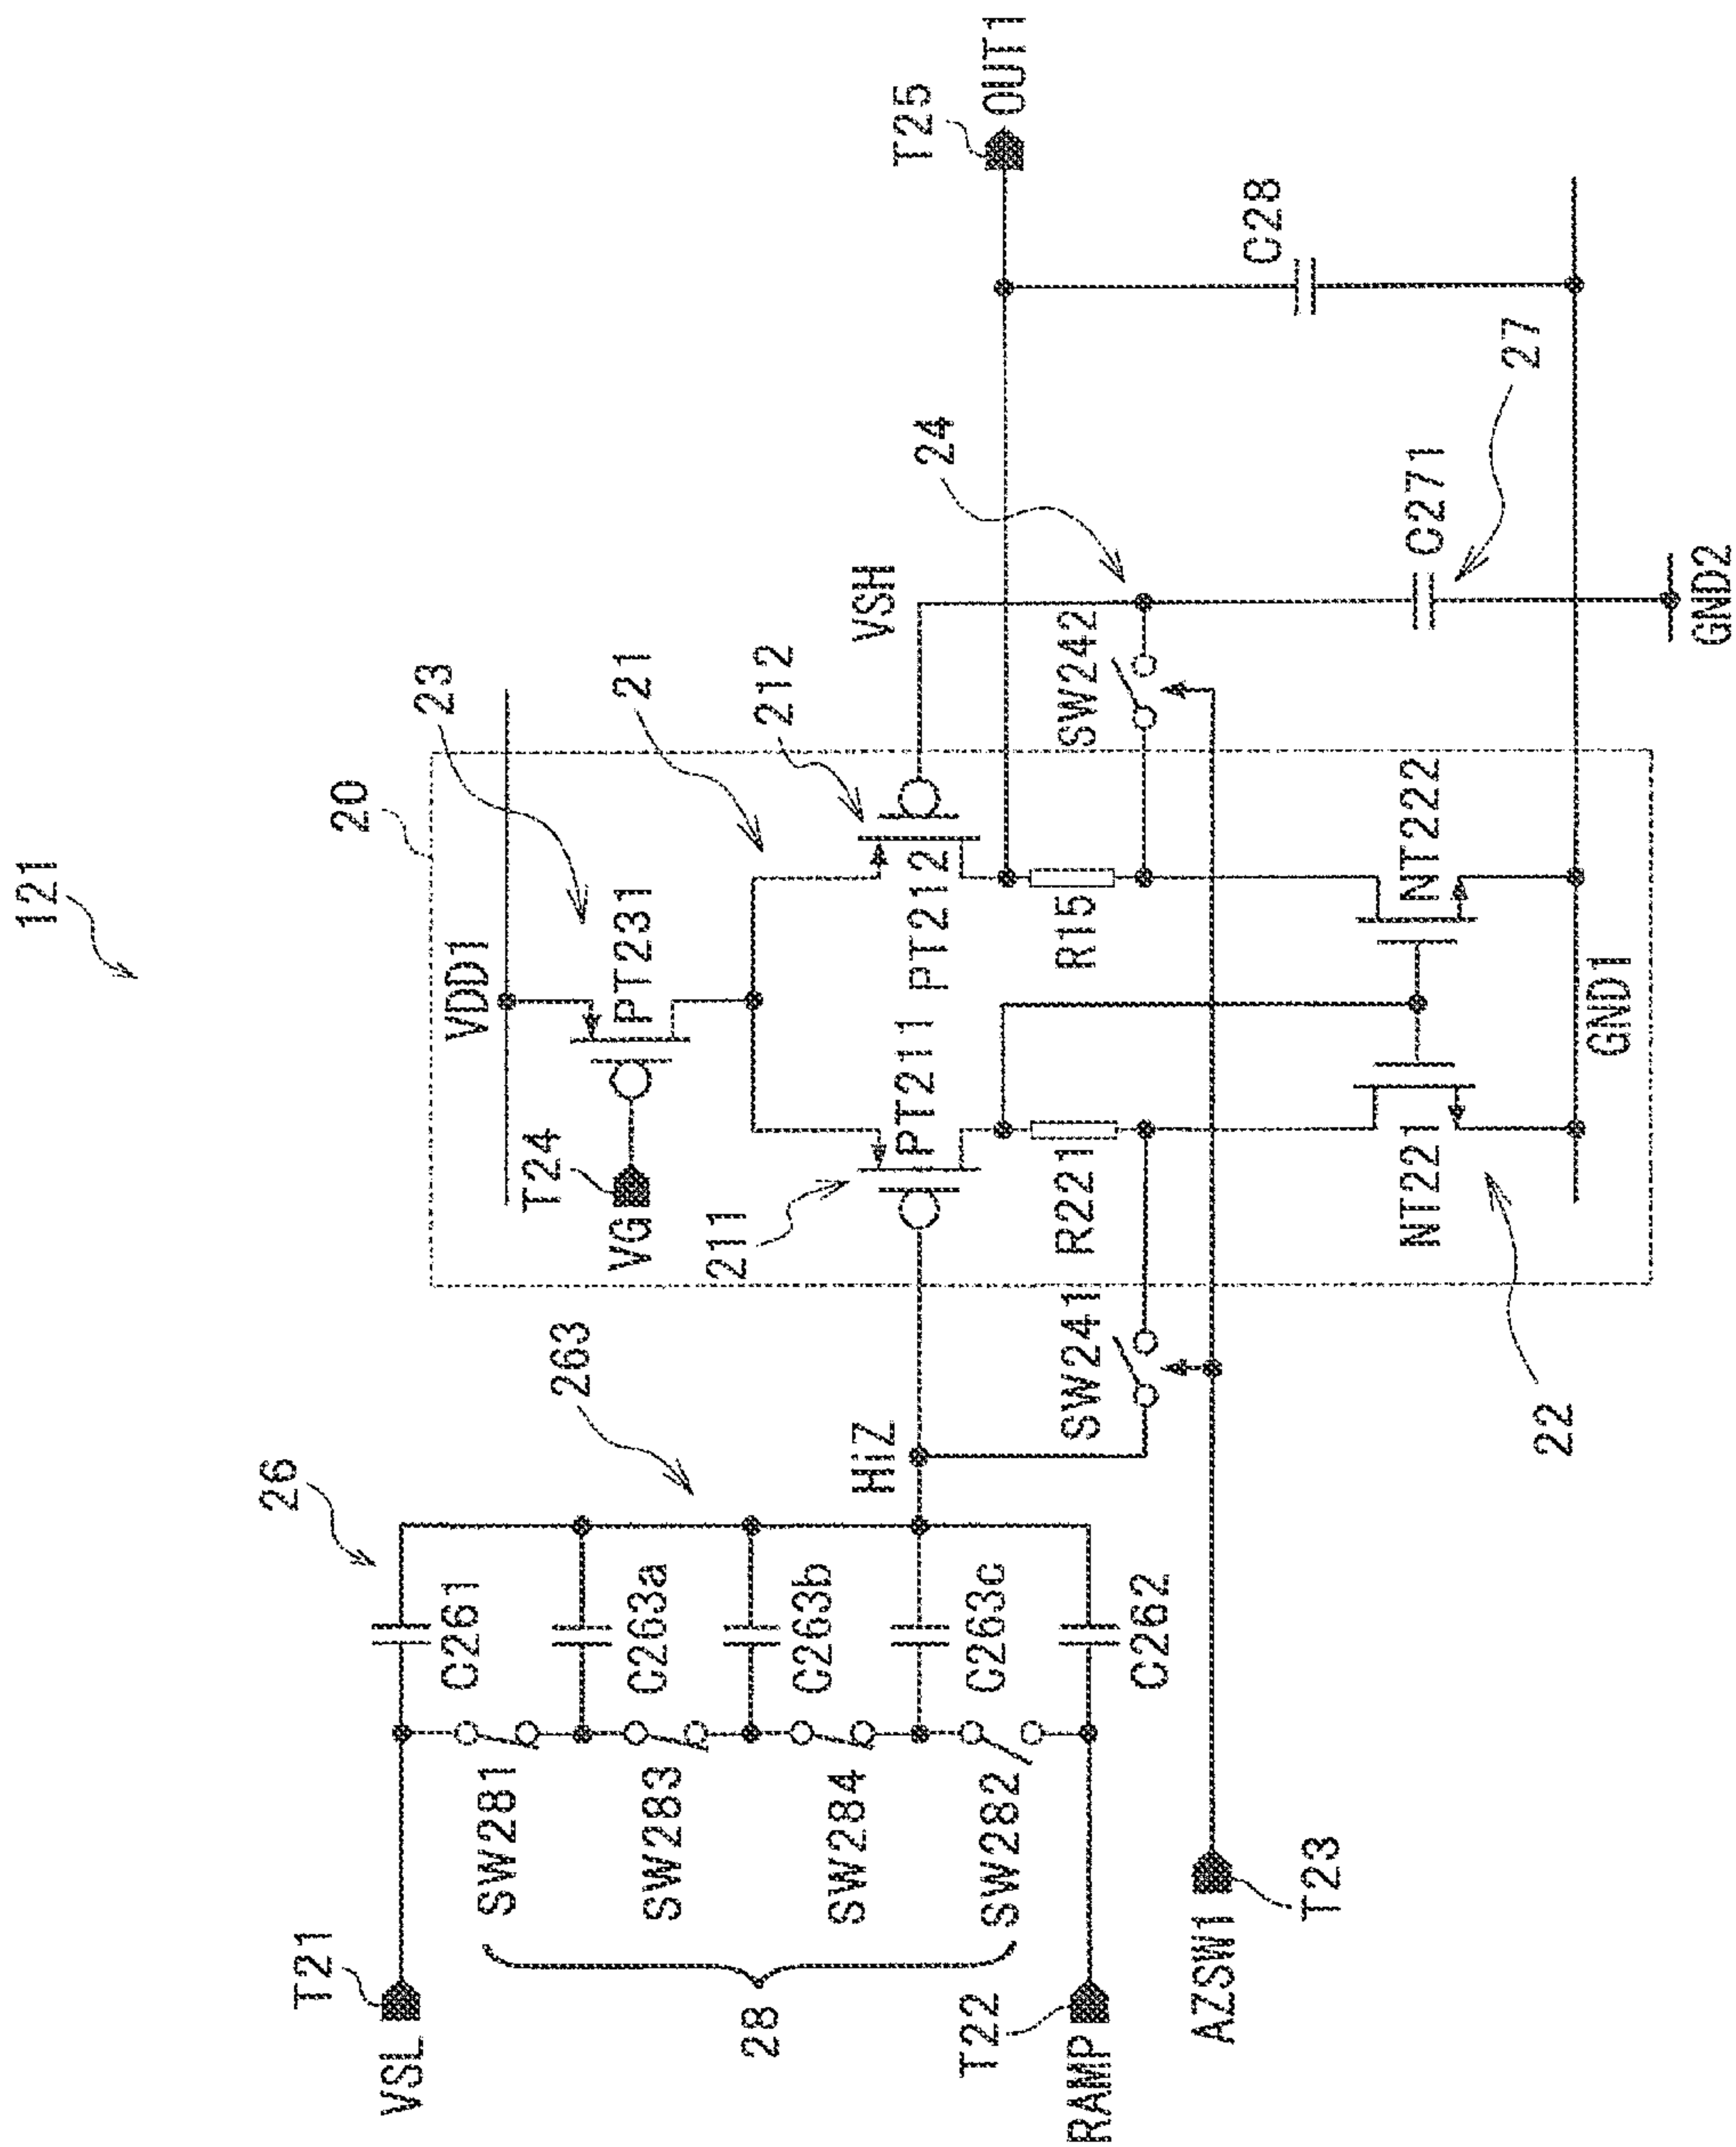 121
20
VDD1
23
T24
VG
PT231
21
212
211
PT211
PT212
VSH
24
T25
OUT1
26
263
T21
VSL
C261
C263a
C263b
C263c
C262
HiZ
SW281
SW283
SW284
SW282
28
T22
RAMP
AZSW1
T23
SW241
R221
R15
SW242
NT221
NT222
22
GND1
C271
27
GND2
C28